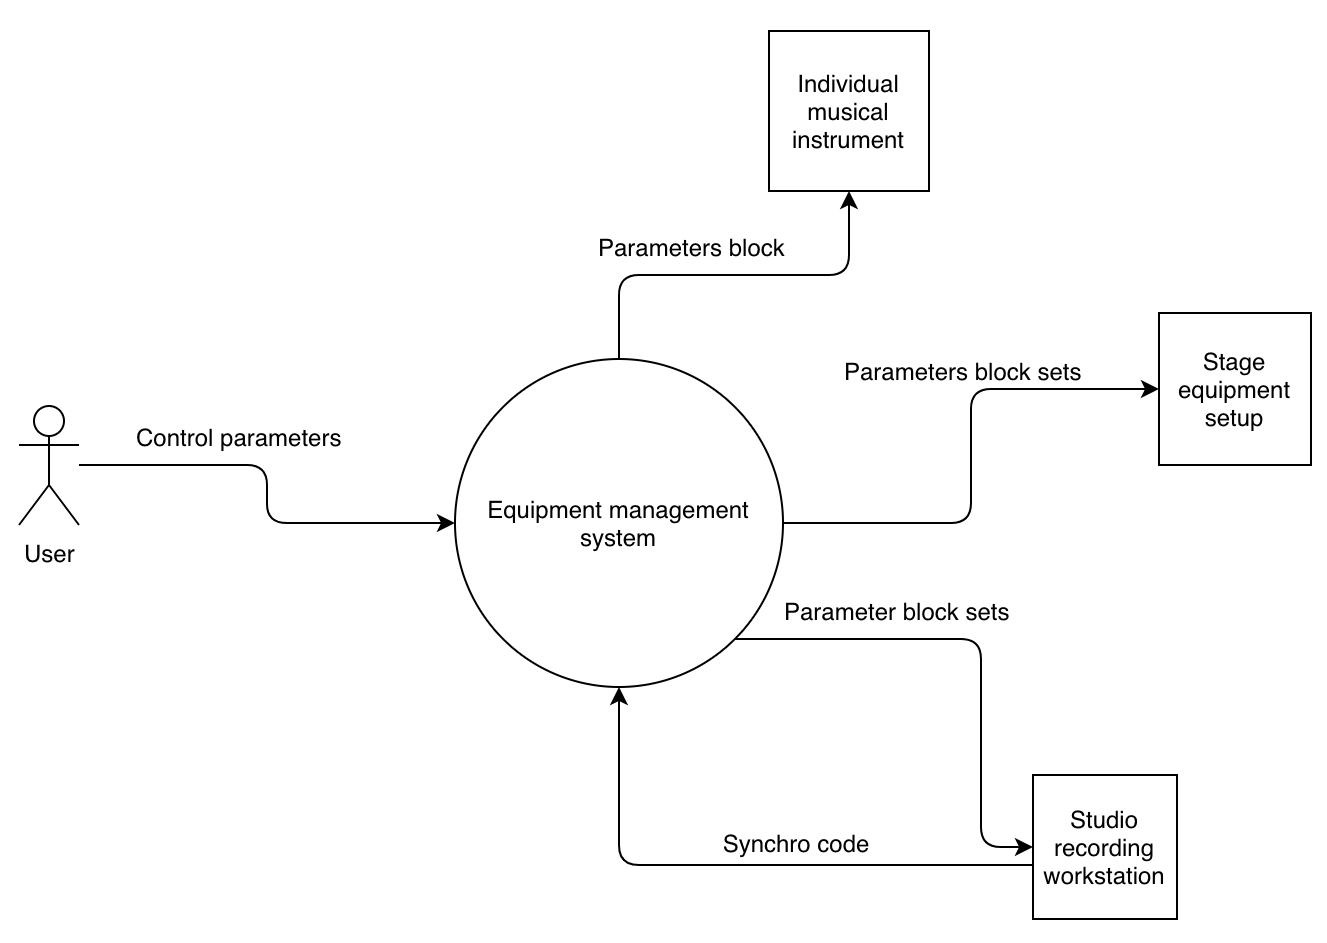 Individual
musical
instrument
Parameters block
Parameters block sets
Stage
equipment
setup
Control parameters
User
Equipment management
system
Parameter block sets
Synchro code
Studio
recording
workstation